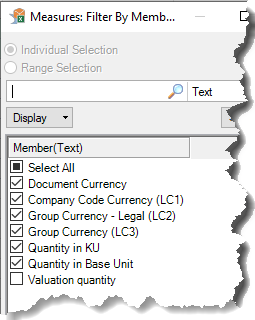 Measures: Filter By Memb...
Individual Selection
Range Selection
Text
Display
Member(Text)
Select All
Document Currency
Company Code Currency (LC1)
Group Currency - Legal (LC2)
Group Currency (LC3)
Quantity in KU
Quantity in Base Unit
Valuation quantity